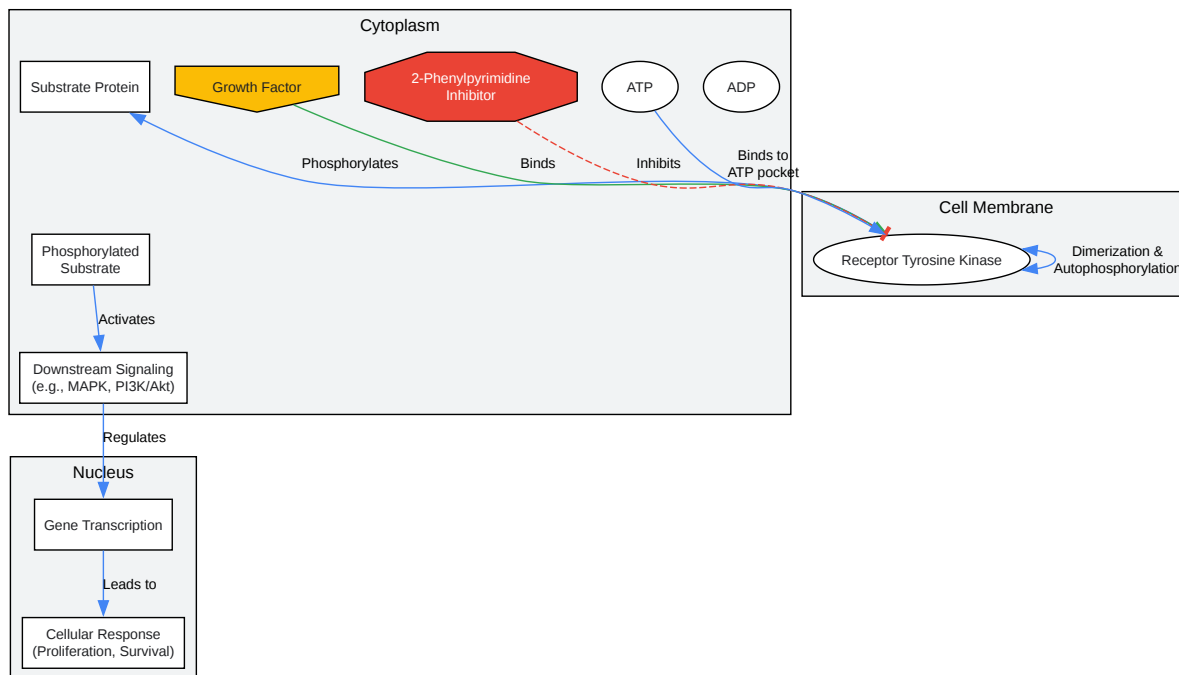 Cytoplasm
Substrate Protein
Growth Factor
2-Phenylpyrimidine
Inhibitor
ATP
ADP
Phosphorylates
Binds
Inhibits
Binds to
ATP pocket
Cell Membrane
Receptor Tyrosine Kinase
Dimerization &
Autophosphorylation
Phosphorylated
Substrate
Activates
Downstream Signaling
(e.g., MAPK, PI3K/Akt)
Regulates
Nucleus
Gene Transcription
Leads to
Cellular Response
(Proliferation, Survival)